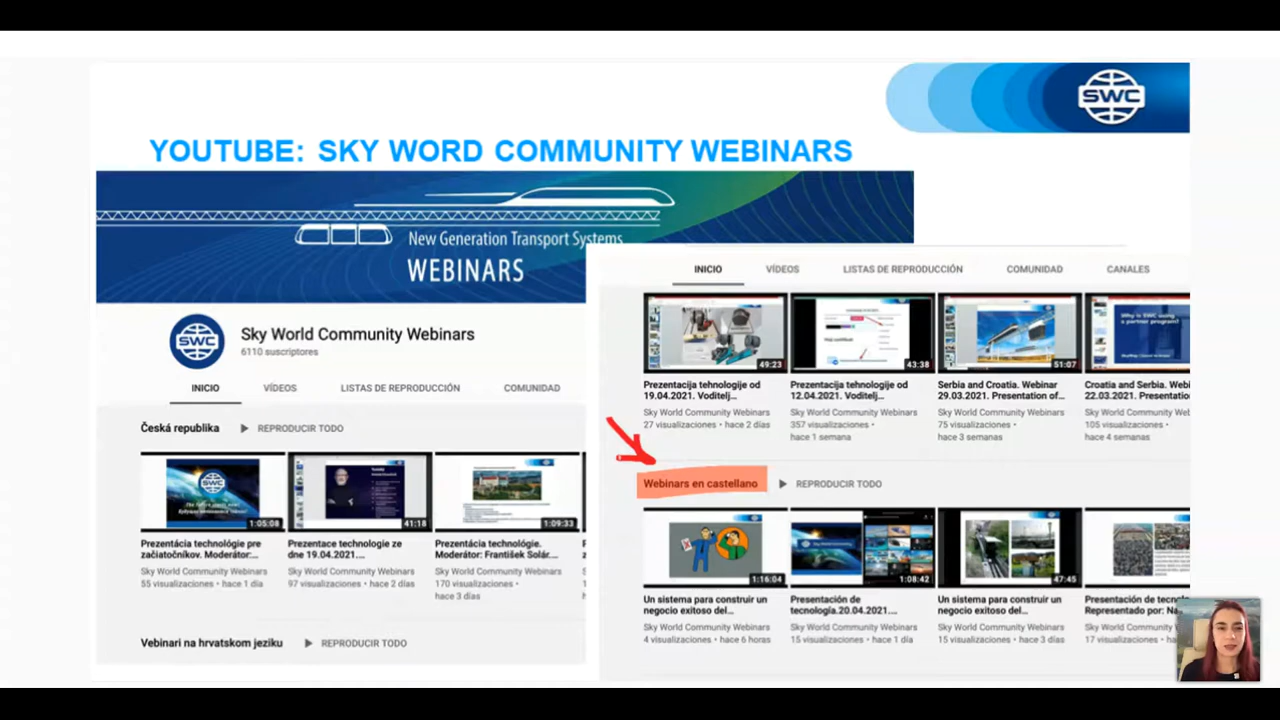 SWC
YOUTUBE: SKY WORD COMMUNITY WEBINARS
New Generation Transport Systems
WEBINARS
SWC
Sky World Community Webinars
6110 suscriptores
INICIO VÍDEOS LISTAS DE REPRODUCCIÓN COMUNIDAD
Česká republika REPRODUCIR TODO
SWC
1:05:08
41:18
1:09:33
Prezentácia technológie pre
začiatočníkov. Moderátor:...
Sky World Community Webinars
55 visualizaciones • hace 1 día
Prezentace technologie ze
dne 19.04.2021....
Sky World Community Webinars
97 visualizaciones • hace 2 días
Prezentácia technológie.
Moderátor: František Solár....
Sky World Community Webinars
170 visualizaciones •
hace 3 días
Vebinari na hrvatskom jeziku REPRODUCIR TODO
INICIO VÍDEOS LISTAS DE REPRODUCCIÓN COMUNIDAD CANALES
49:23
43:38
51:07
Why is SWC using
a partner program?
Prezentacija tehnologije od
19.04.2021. Voditelj...
Sky World Community Webinars
27 visualizaciones • hace 2 días
Prezentacija tehnologije od
12.04.2021. Voditelj...
Sky World Community Webinars
357 visualizaciones •
hace 1 semana
Serbia and Croatia. Webinar
29.03.2021. Presentation of...
Sky World Community Webinars
75 visualizaciones •
hace 3 semanas
Croatia and Serbia. Webi
22.03.2021. Presentation
Sky World Community Webinars
105 visualizaciones •
hace 4 semanas
Webinars en castellano REPRODUCIR TODO
1:16:04
1:08:42
47:45
Un sistema para construir un
negocio exitoso del...
Sky World Community Webinars
4 visualizaciones • hace 6 horas
Presentación de
tecnología.20.04.2021....
Sky World Community Webinars
15 visualizaciones • hace 1 día
Un sistema para construir un
negocio exitoso del...
Sky World Community Webinars
15 visualizaciones • hace 3 días
Presentación de tecno
Representado por: Na
Sky World Community
17 visualizaciones • hac